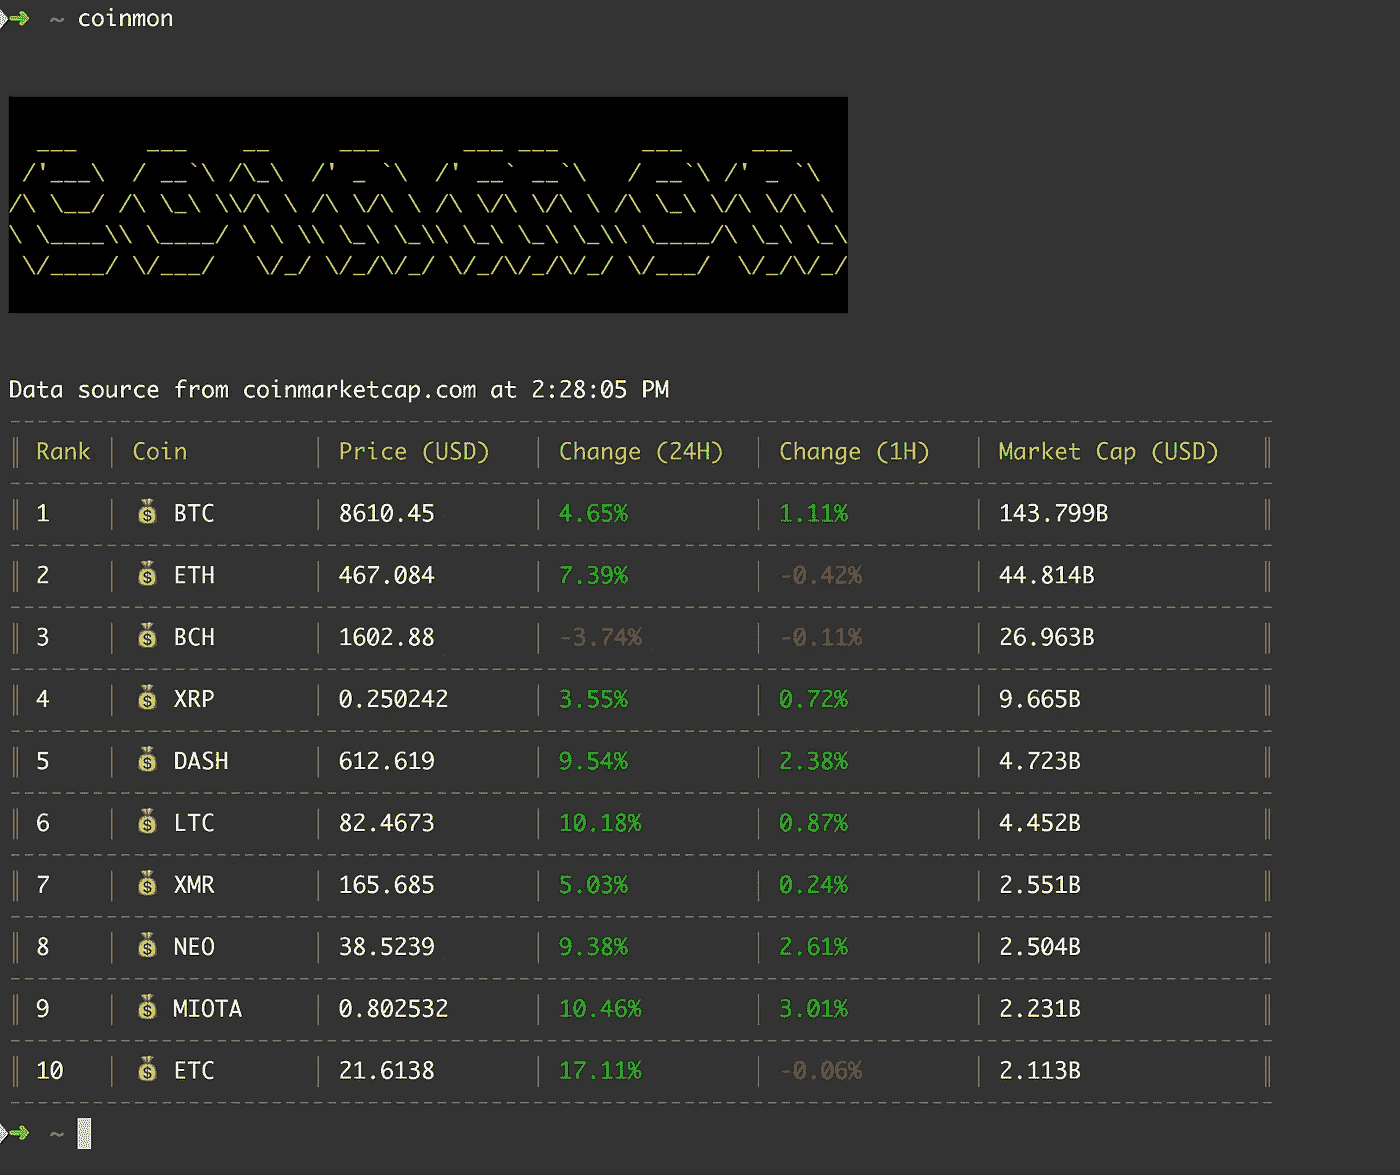 ➜ ~ coinmon
coinmon
Data source from coinmarketcap.com at 2:28:05 PM
Rank Coin Price (USD) Change (24H) Change (1H) Market Cap (USD)
1 💰 BTC 8610.45 4.65% 1.11% 143.799B
2 💰 ETH 467.084 7.39% -0.42% 44.814B
3 💰 BCH 1602.88 -3.74% -0.11% 26.963B
4 💰 XRP 0.250242 3.55% 0.72% 9.665B
5 💰 DASH 612.619 9.54% 2.38% 4.723B
6 💰 LTC 82.4673 10.18% 0.87% 4.452B
7 💰 XMR 165.685 5.03% 0.24% 2.551B
8 💰 NEO 38.5239 9.38% 2.61% 2.504B
9 💰 MIOTA 0.802532 10.46% 3.01% 2.231B
10 💰 ETC 21.6138 17.11% -0.06% 2.113B
➜ ~